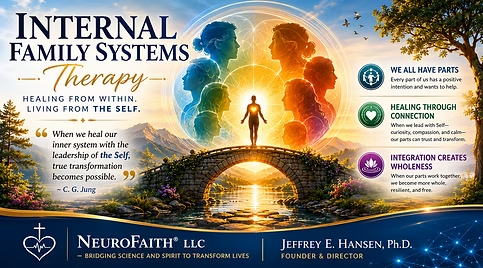 INTERNAL
FAMILY SYSTEMS
Therapy
HEALING FROM WITHIN.
LIVING FROM THE SELF.
“ When we heal our
inner system with the
leadership of the Self,
true transformation
becomes possible. ”
~ C. G. Jung
WE ALL HAVE PARTS
Every part of us has a positive
intention and wants to help.
HEALING THROUGH
CONNECTION
When we lead with Self—
curiosity, compassion, and calm—
our parts can trust and transform.
INTEGRATION CREATES
WHOLENESS
When our parts work together,
we become more whole,
resilient, and free.
NEUROFAITH® LLC
— BRIDGING SCIENCE AND SPIRIT TO TRANSFORM LIVES
JEFFREY E. HANSEN, PH.D.
FOUNDER & DIRECTOR